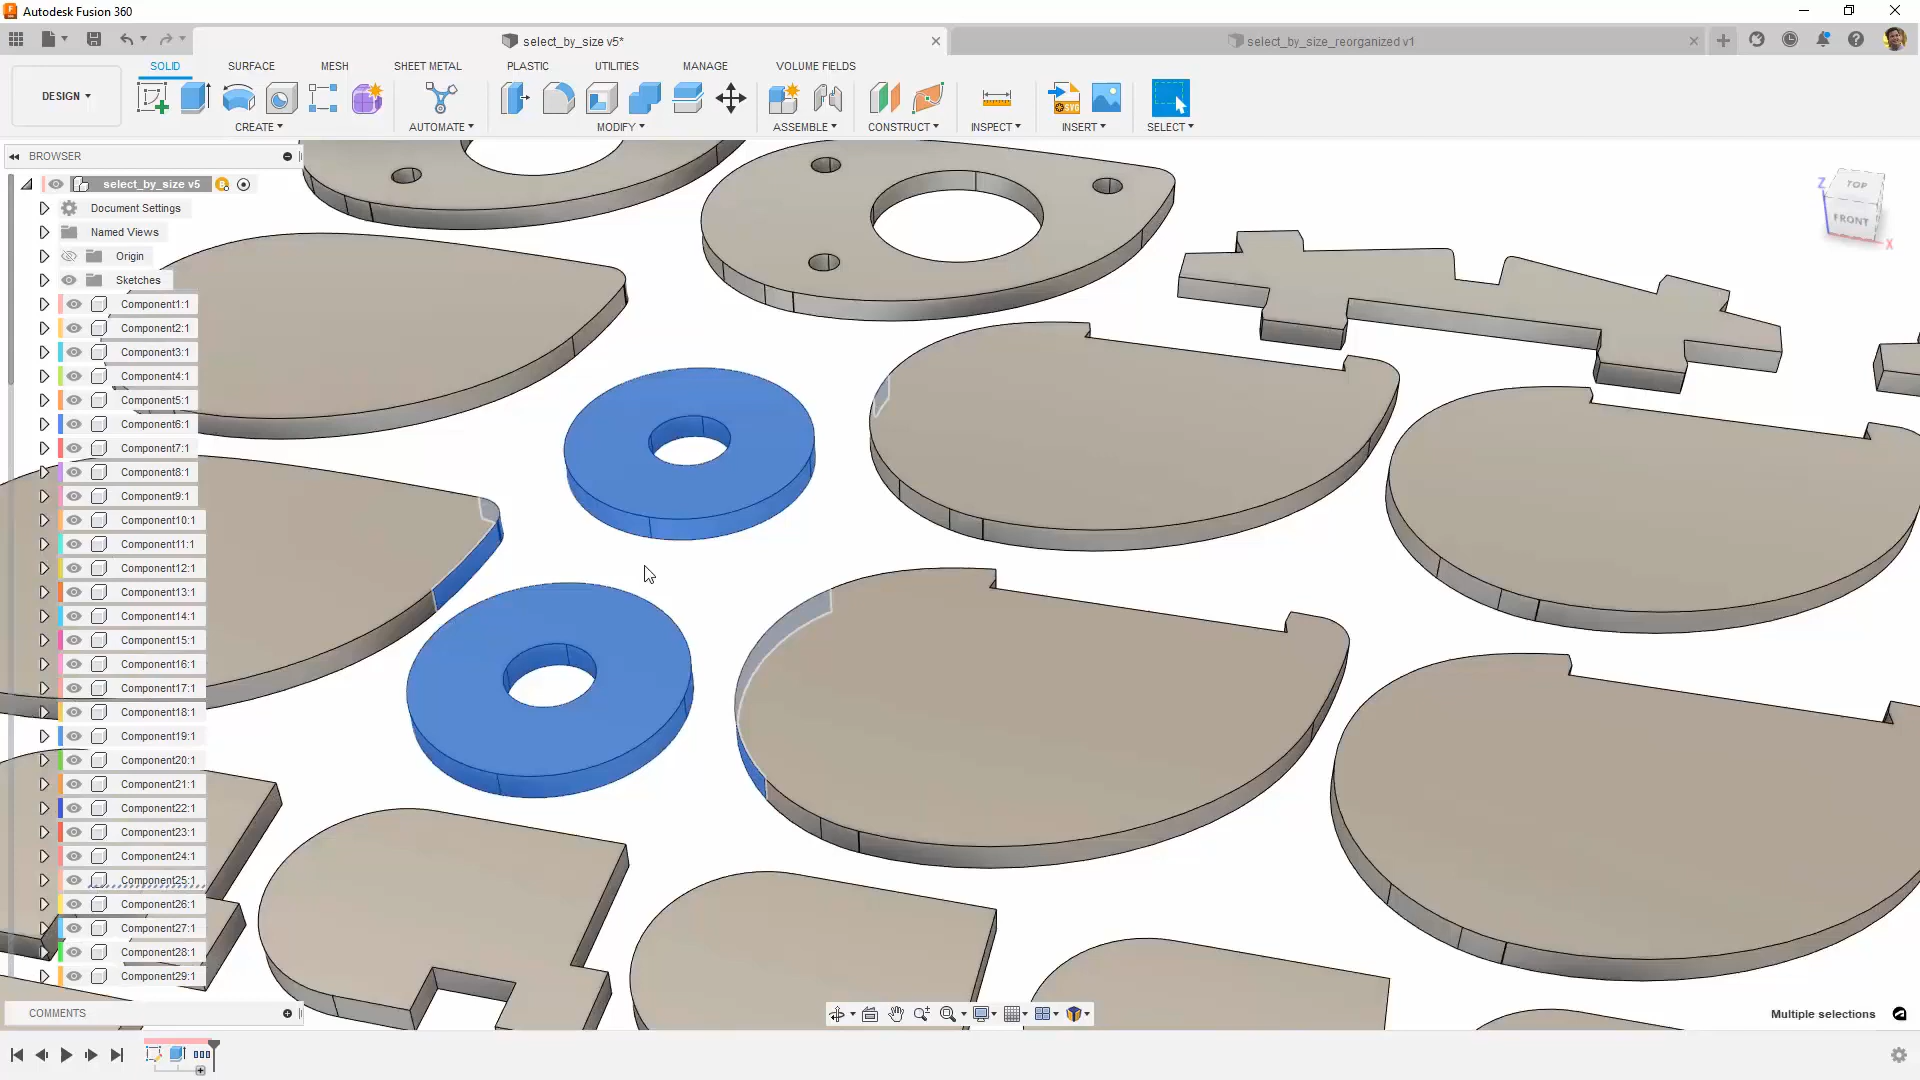 Autodesk Fusion 360
select_by_size v5*
select_by_size_reorganized v1
DESIGN
SOLID
SURFACE
MESH
SHEET METAL
PLASTIC
UTILITIES
MANAGE
VOLUME FIELDS
CREATE
AUTOMATE
MODIFY
ASSEMBLE
CONSTRUCT
INSPECT
INSERT
SELECT
SVG
BROWSER
select_by_size v5
Document Settings
Named Views
Origin
Sketches
Component1:1
Component2:1
Component3:1
Component4:1
Component5:1
Component6:1
Component7:1
Component8:1
Component9:1
Component10:1
Component11:1
Component12:1
Component13:1
Component14:1
Component15:1
Component16:1
Component17:1
Component18:1
Component19:1
Component20:1
Component21:1
Component22:1
Component23:1
Component24:1
Component25:1
Component26:1
Component27:1
Component28:1
Component29:1
Z
TOP
FRONT
X
COMMENTS
Multiple selections